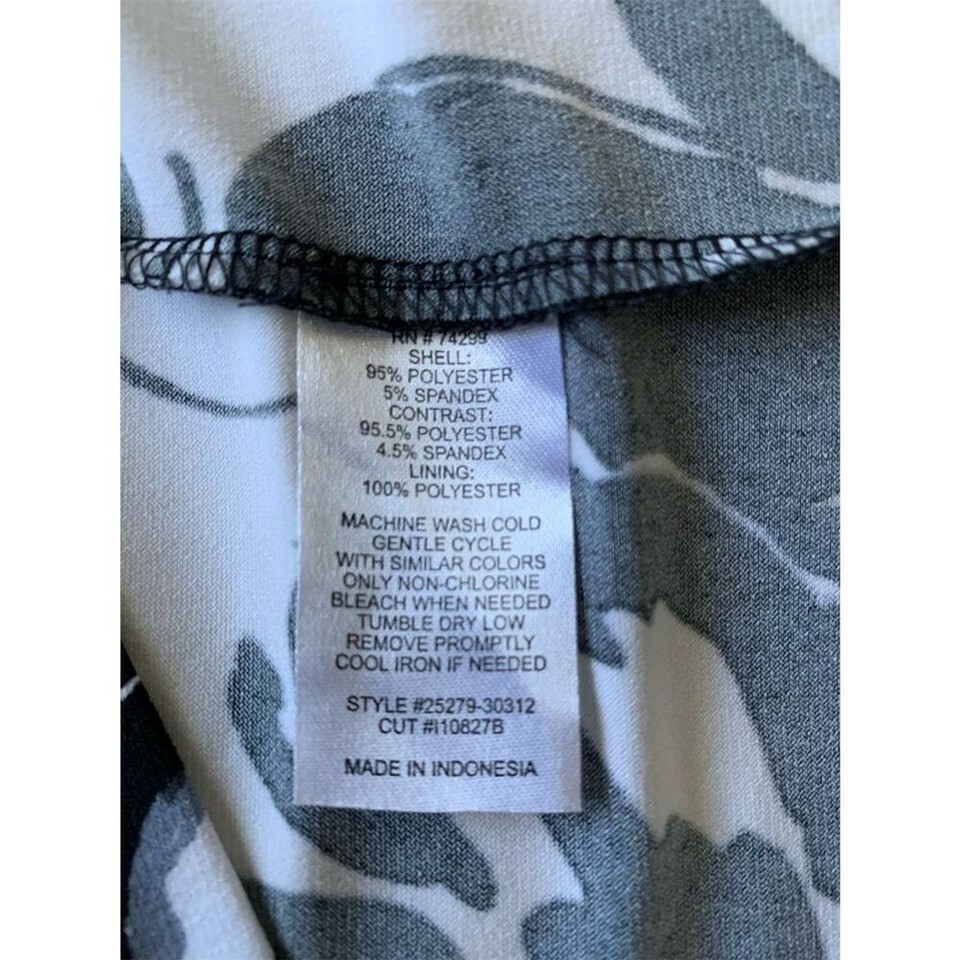 RN # 74299
SHELL:
95% POLYESTER
5% SPANDEX
CONTRAST:
95.5% POLYESTER
4.5% SPANDEX
LINING:
100% POLYESTER
MACHINE WASH COLD
GENTLE CYCLE
WITH SIMILAR COLORS
ONLY NON-CHLORINE
BLEACH WHEN NEEDED
TUMBLE DRY LOW
REMOVE PROMPTLY
COOL IRON IF NEEDED
STYLE #25279-30312
CUT #I10827B
MADE IN INDONESIA